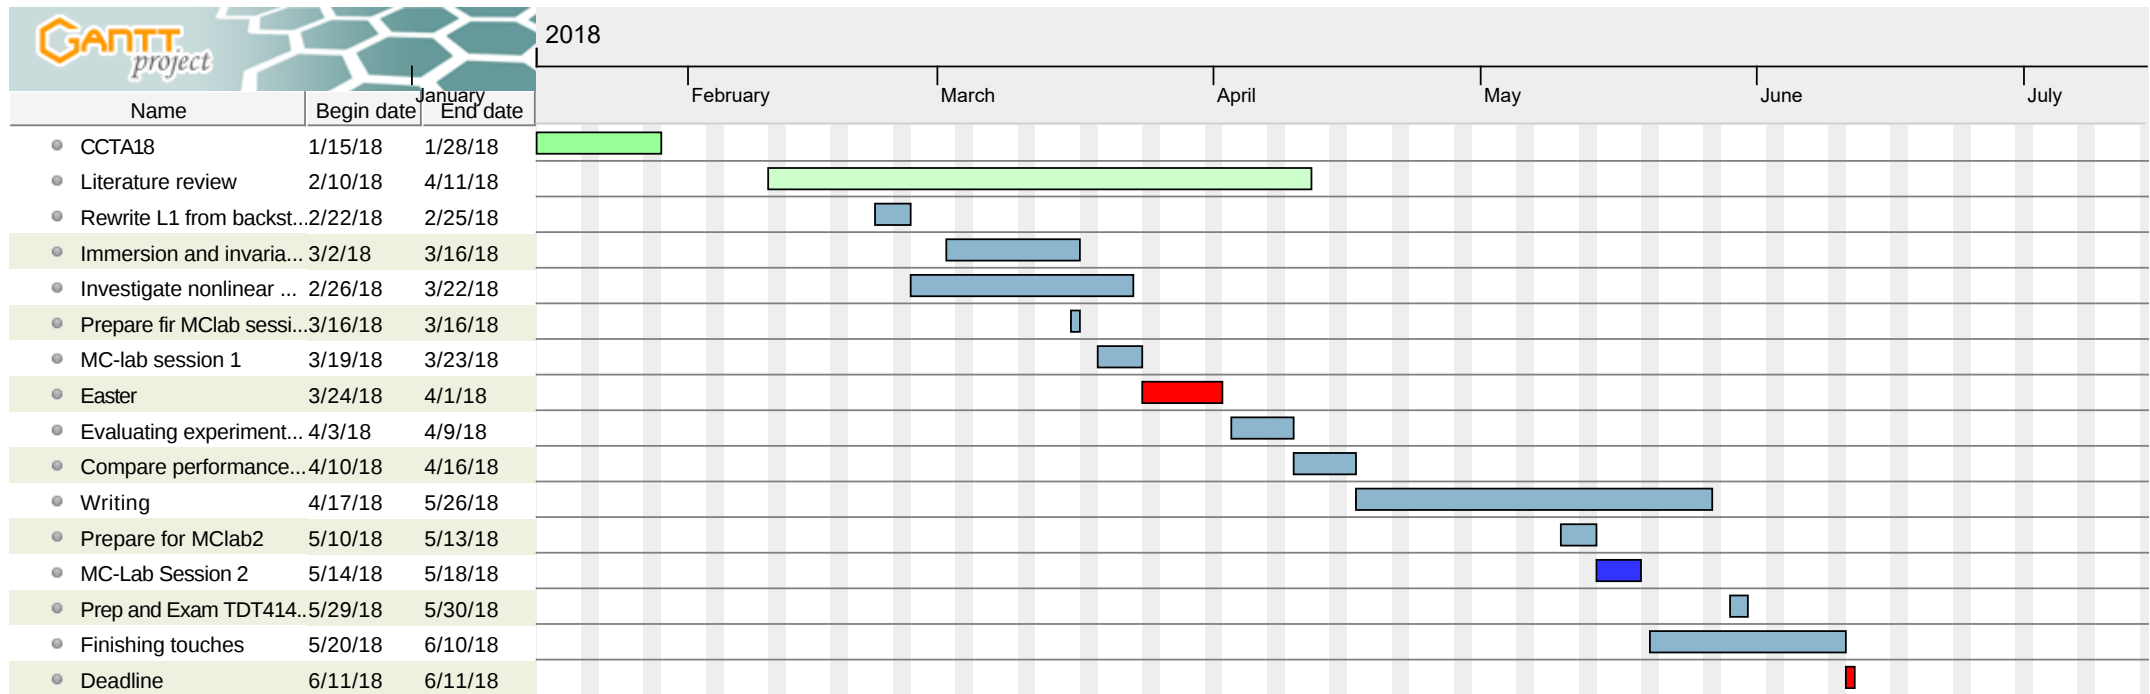 GANTT
project
2018
January February March April May June July
Name Begin date End date
CCTA18 1/15/18 1/28/18
Literature review 2/10/18 4/11/18
Rewrite L1 from backst... 2/22/18 2/25/18
Immersion and invaria... 3/2/18 3/16/18
Investigate nonlinear ... 2/26/18 3/22/18
Prepare fir MClab sessi... 3/16/18 3/16/18
MC-lab session 1 3/19/18 3/23/18
Easter 3/24/18 4/1/18
Evaluating experiment... 4/3/18 4/9/18
Compare performance... 4/10/18 4/16/18
Writing 4/17/18 5/26/18
Prepare for MClab2 5/10/18 5/13/18
MC-Lab Session 2 5/14/18 5/18/18
Prep and Exam TDT414.. 5/29/18 5/30/18
Finishing touches 5/20/18 6/10/18
Deadline 6/11/18 6/11/18